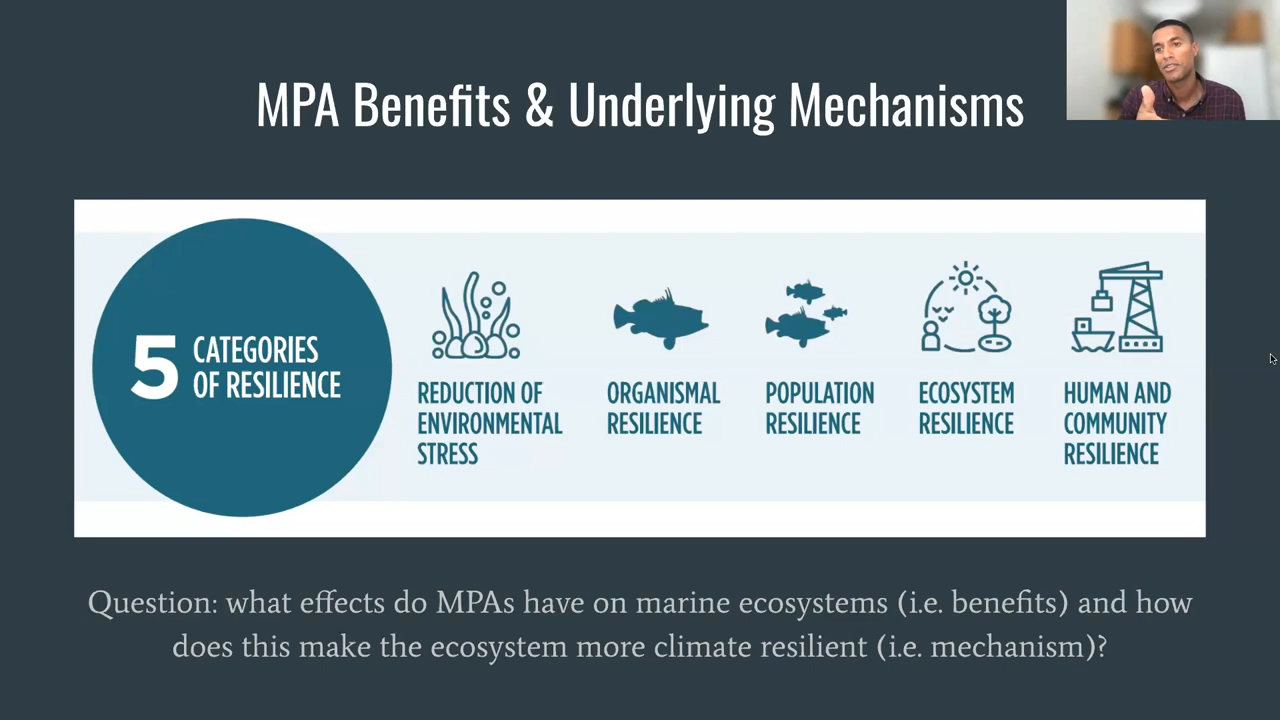 MPA Benefits & Underlying Mechanisms
5 CATEGORIES
OF RESILIENCE
REDUCTION OF
ENVIRONMENTAL
STRESS
ORGANISMAL
RESILIENCE
POPULATION
RESILIENCE
ECOSYSTEM
RESILIENCE
HUMAN AND
COMMUNITY
RESILIENCE
Question: what effects do MPAs have on marine ecosystems (i.e. benefits) and how
does this make the ecosystem more climate resilient (i.e. mechanism)?